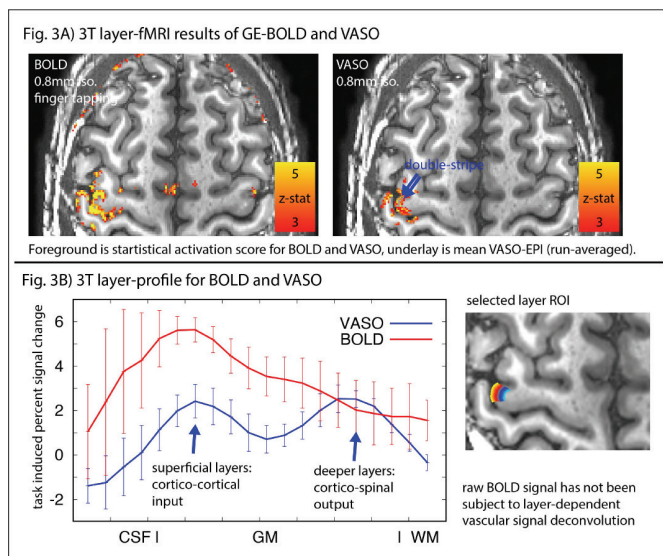 Fig. 3A) 3T layer-fMRI results of GE-BOLD and VASO
BOLD
0.8mm iso.
finger tapping
5
z-stat
3
VASO
0.8mm iso.
double-stripe
5
z-stat
3
Foreground is startistical activation score for BOLD and VASO, underlay is mean VASO-EPI (run-averaged).
Fig. 3B) 3T layer-profile for BOLD and VASO
task induced percent signal change
6
4
2
0
-2
VASO
BOLD
superficial layers:
cortico-cortical
input
deeper layers:
cortico-spinal
output
CSF I
GM
I WM
selected layer ROI
raw BOLD signal has not been
subject to layer-dependent
vascular signal deconvolution